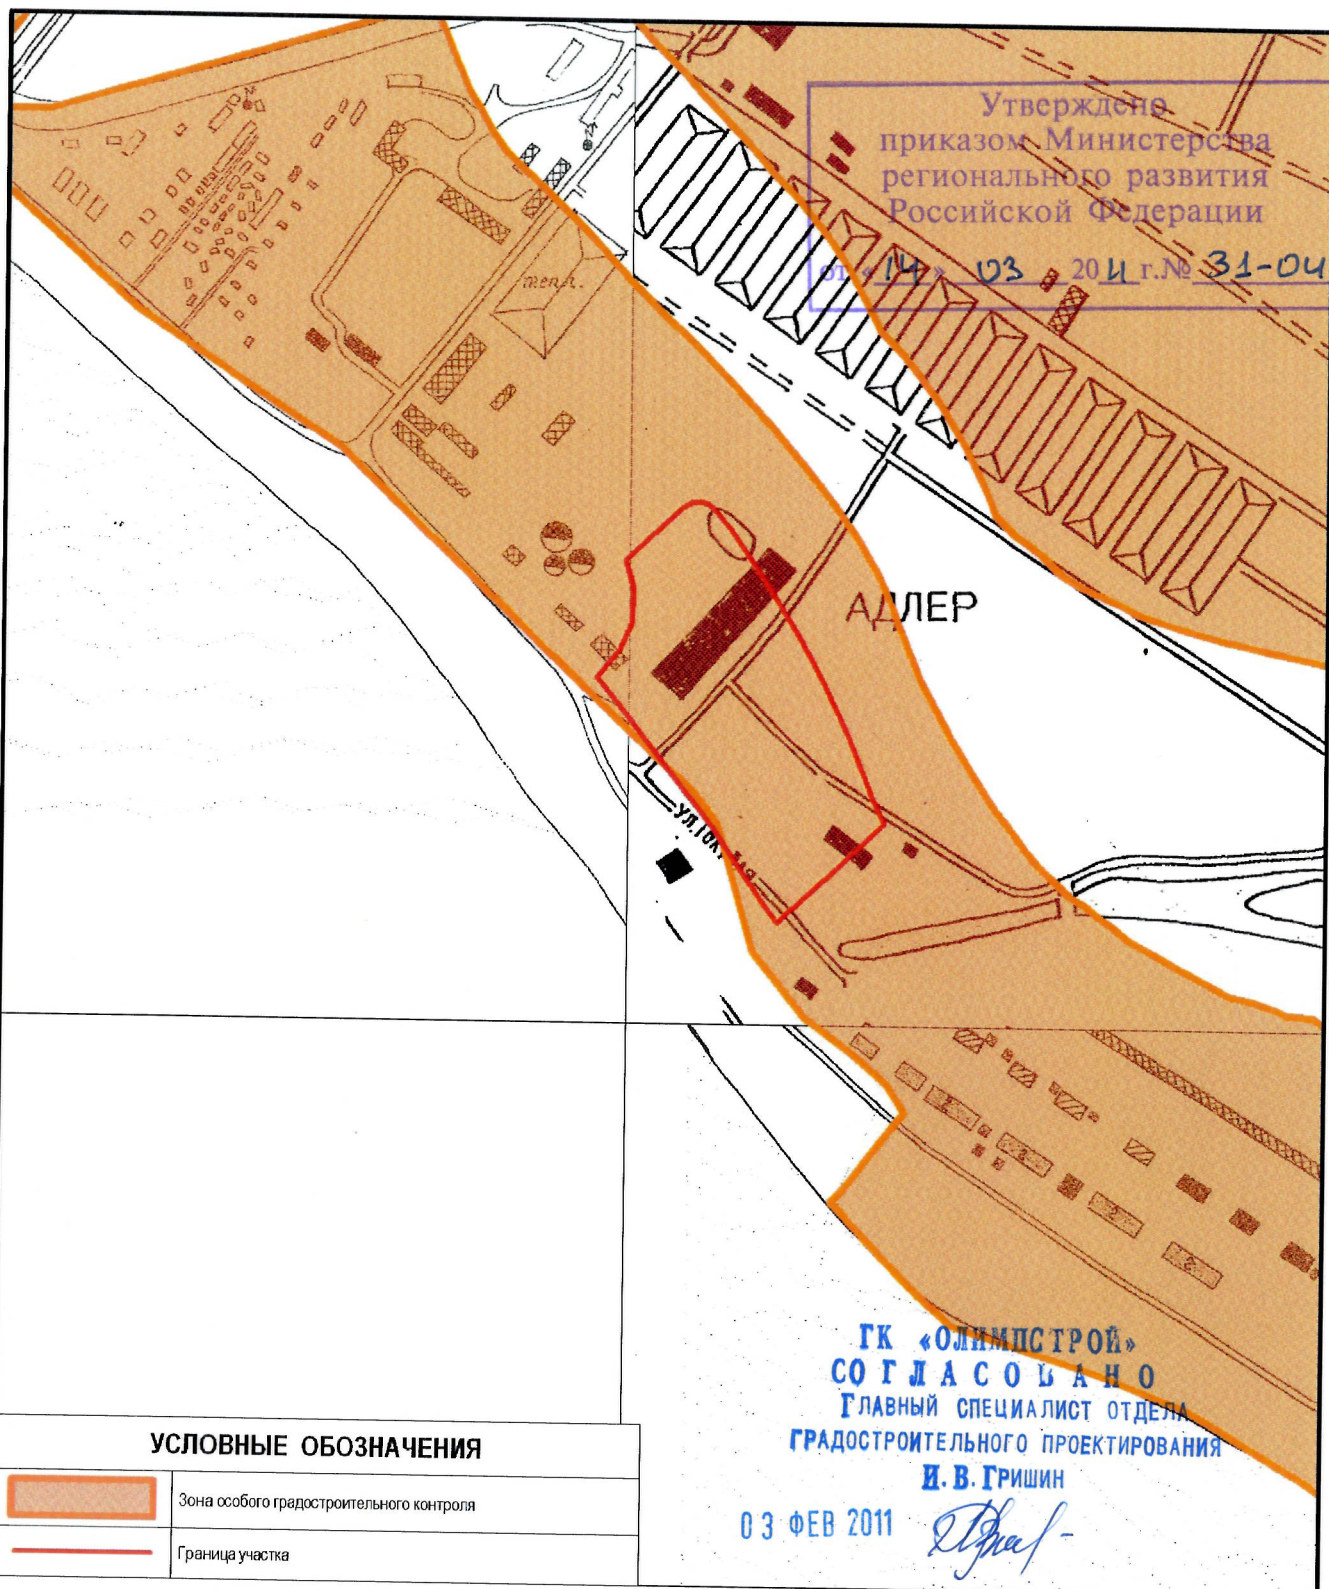 Утверждено
приказом Министерства
регионального развития
Российской Федерации
от «14» 03 2011 г.№ 31-04
тепл.
АДЛЕР
ГК «ОЛИМПСТРОЙ»
СОГЛАСОВАНО
ГЛАВНЫЙ СПЕЦИАЛИСТ ОТДЕЛА
ГРАДОСТРОИТЕЛЬНОГО ПРОЕКТИРОВАНИЯ
И. В. ГРИШИН
03 ФЕВ 2011
УСЛОВНЫЕ ОБОЗНАЧЕНИЯ
Зона особого градостроительного контроля
Граница участка